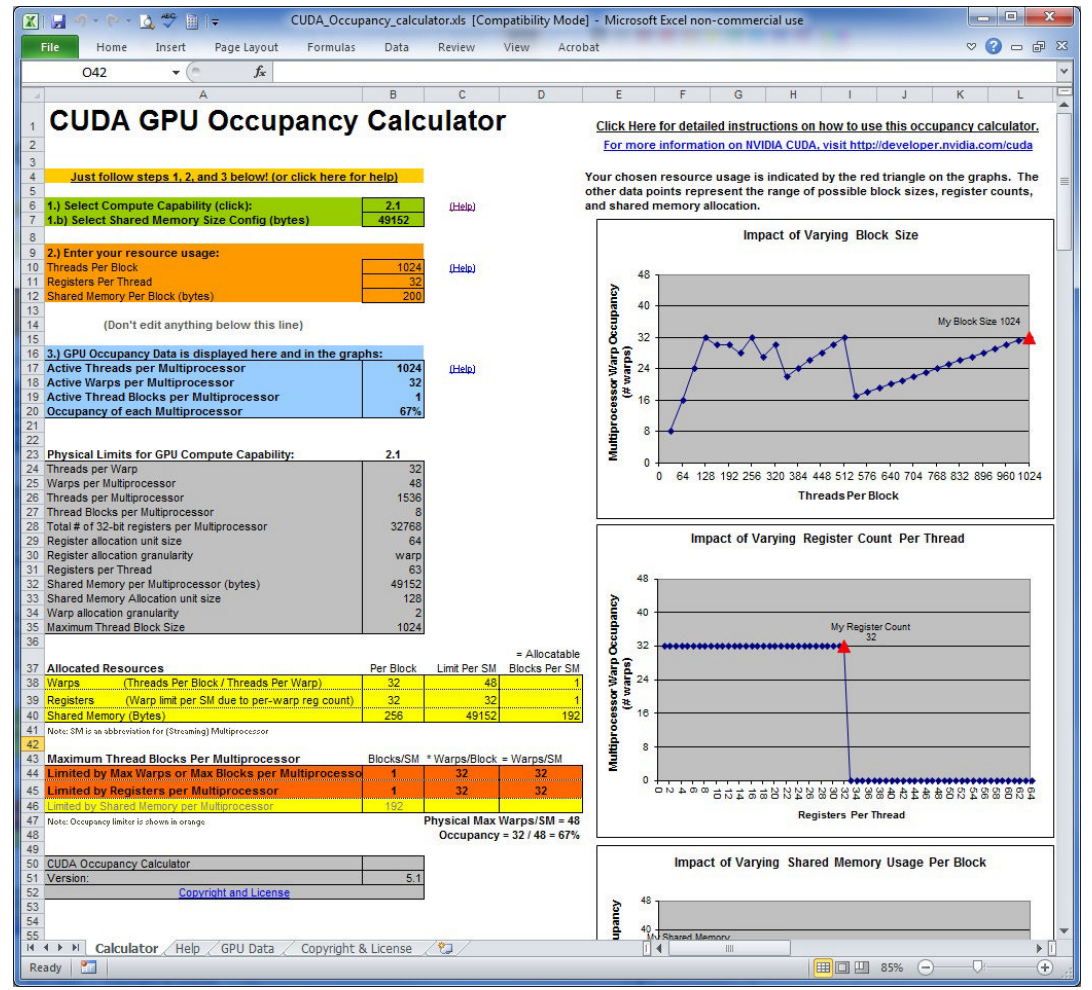 CUDA_Occupancy_calculator.xls [Compatibility Mode] - Microsoft Excel non-commercial use
File Home Insert Page Layout Formulas Data Review View Acrobat
O42 fx
A B C D E F G H I J K L
1 CUDA GPU Occupancy Calculator
Click Here for detailed instructions on how to use this occupancy calculator.
2 For more information on NVIDIA CUDA, visit http://developer.nvidia.com/cuda
3
4 Just follow steps 1, 2, and 3 below! (or click here for help)
Your chosen resource usage is indicated by the red triangle on the graphs. The
other data points represent the range of possible block sizes, register counts,
and shared memory allocation.
5
6 1.) Select Compute Capability (click): 2.1 (Help)
7 1.b) Select Shared Memory Size Config (bytes) 49152
8
9 2.) Enter your resource usage:
10 Threads Per Block 1024 (Help)
11 Registers Per Thread 32
12 Shared Memory Per Block (bytes) 200
13
14 (Don't edit anything below this line)
15
16 3.) GPU Occupancy Data is displayed here and in the graphs:
17 Active Threads per Multiprocessor 1024 (Help)
18 Active Warps per Multiprocessor 32
19 Active Thread Blocks per Multiprocessor 1
20 Occupancy of each Multiprocessor 67%
21
22
23 Physical Limits for GPU Compute Capability: 2.1
24 Threads per Warp 32
25 Warps per Multiprocessor 48
26 Threads per Multiprocessor 1536
27 Thread Blocks per Multiprocessor 8
28 Total # of 32-bit registers per Multiprocessor 32768
29 Register allocation unit size 64
30 Register allocation granularity warp
31 Registers per Thread 63
32 Shared Memory per Multiprocessor (bytes) 49152
33 Shared Memory Allocation unit size 128
34 Warp allocation granularity 2
35 Maximum Thread Block Size 1024
36
= Allocatable
37 Allocated Resources Per Block Limit Per SM Blocks Per SM
38 Warps (Threads Per Block / Threads Per Warp) 32 48 1
39 Registers (Warp limit per SM due to per-warp reg count) 32 32 1
40 Shared Memory (Bytes) 256 49152 192
41 Note: SM is an abbreviation for (Streaming) Multiprocessor
42
43 Maximum Thread Blocks Per Multiprocessor Blocks/SM * Warps/Block = Warps/SM
44 Limited by Max Warps or Max Blocks per Multiprocesso 1 32 32
45 Limited by Registers per Multiprocessor 1 32 32
46 Limited by Shared Memory per Multiprocessor 192
47 Note: Occupancy limiter is shown in orange Physical Max Warps/SM = 48
48 Occupancy = 32 / 48 = 67%
49
50 CUDA Occupancy Calculator
51 Version: 5.1
52 Copyright and License
53
54
55
Impact of Varying Block Size
Multiprocessor Warp Occupancy
(# warps)
48
40
32
24
16
8
0
My Block Size 1024
0 64 128 192 256 320 384 448 512 576 640 704 768 832 896 960 1024
Threads Per Block
Impact of Varying Register Count Per Thread
Multiprocessor Warp Occupancy
(# warps)
48
40
32
24
16
8
0
My Register Count
32
0 2 4 6 8 10 12 14 16 18 20 22 24 26 28 30 32 34 36 38 40 42 44 46 48 50 52 54 56 58 60 62 64
Registers Per Thread
Impact of Varying Shared Memory Usage Per Block
48
40
My Shared Memory
Calculator Help GPU Data Copyright & License
Ready 85%